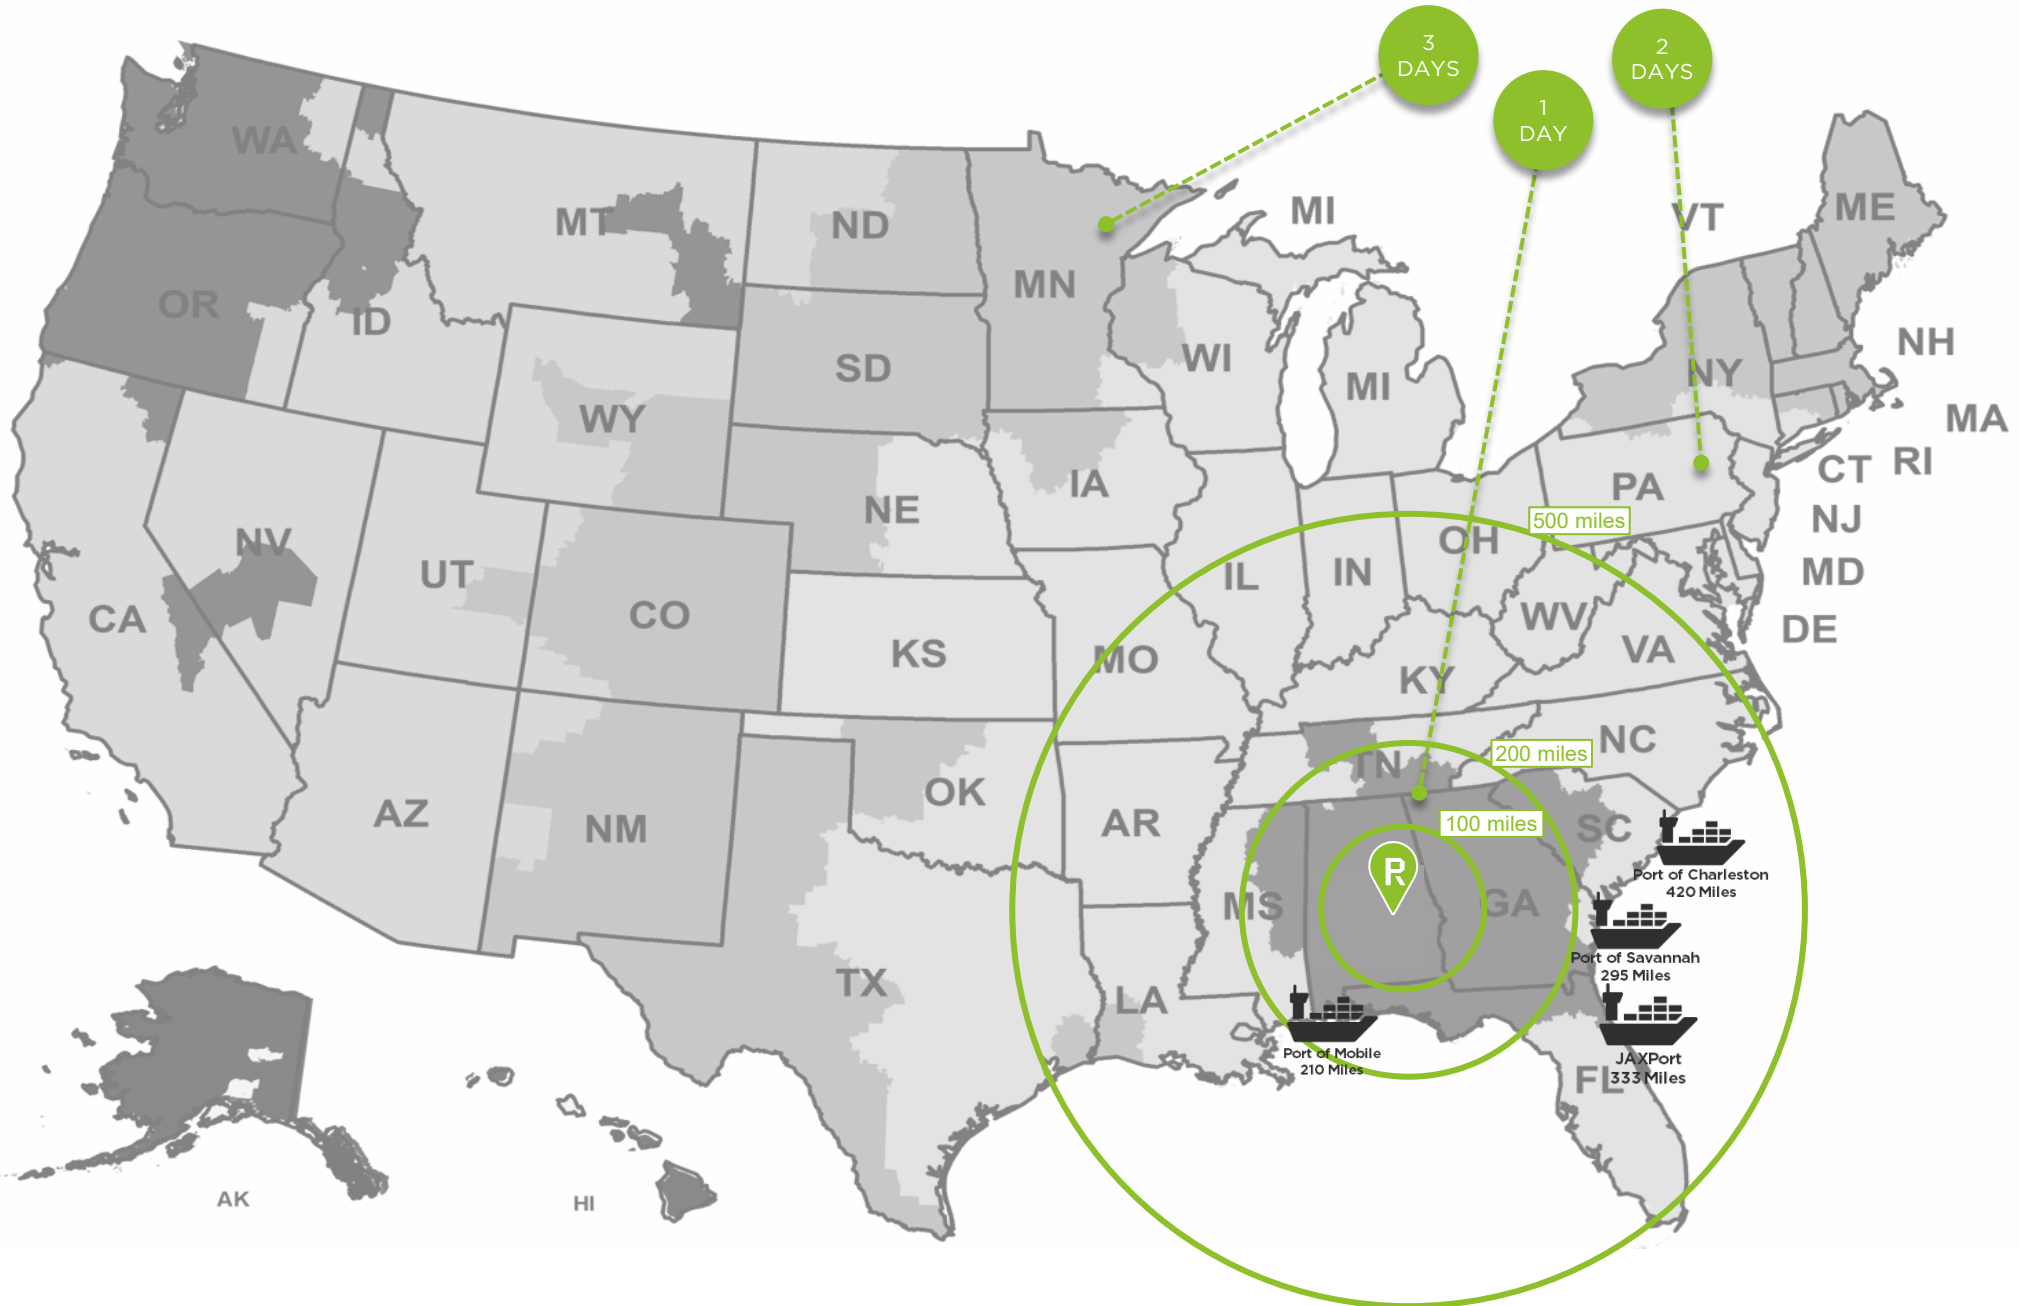 3
DAYS
2
DAYS
1
DAY
WA
MT
ND
MN
MI
VT
ME
OR
ID
SD
WI
MI
NY
NH
WY
MA
IA
PA
CT
RI
NE
NV
UT
CO
500 miles
NJ
OH
IL
IN
MD
CA
KS
MO
WV
VA
DE
KY
NC
AZ
NM
OK
AR
TN
200 miles
100 miles
SC
R
MS
GA
Port of Charleston
420 Miles
TX
LA
Port of Savannah
295 Miles
Port of Mobile
210 Miles
JAXPort
333 Miles
FL
AK
HI